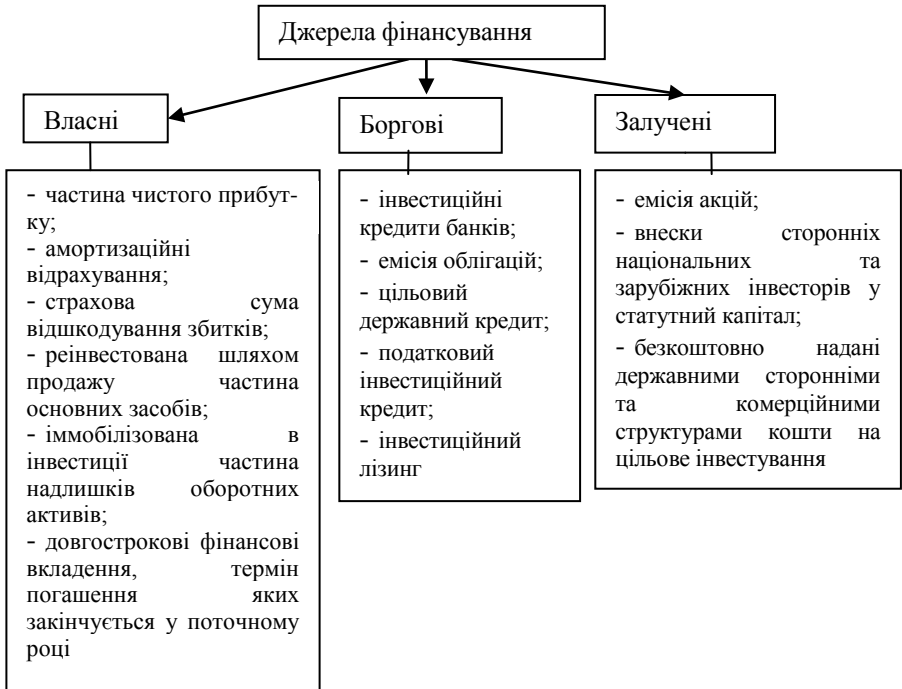 Джерела фінансування
Власні
Боргові
Залучені
- частина чистого прибут-
ку;
- амортизаційні
відрахування;
- страхова сума
відшкодування збитків;
- реінвестована шляхом
продажу частина
основних засобів;
- іммобілізована в
інвестиції частина
надлишків оборотних
активів;
- довгострокові фінансові
вкладення, термін
погашення яких
закінчується у поточному
році
- інвестиційні
кредити банків;
- емісія облігацій;
- цільовий
державний кредит;
- податковий
інвестиційний
кредит;
- інвестиційний
лізинг
- емісія акцій;
- внески сторонніх
національних та
зарубіжних інвесторів у
статутний капітал;
- безкоштовно надані
державними сторонніми
та комерційними
структурами кошти на
цільове інвестування